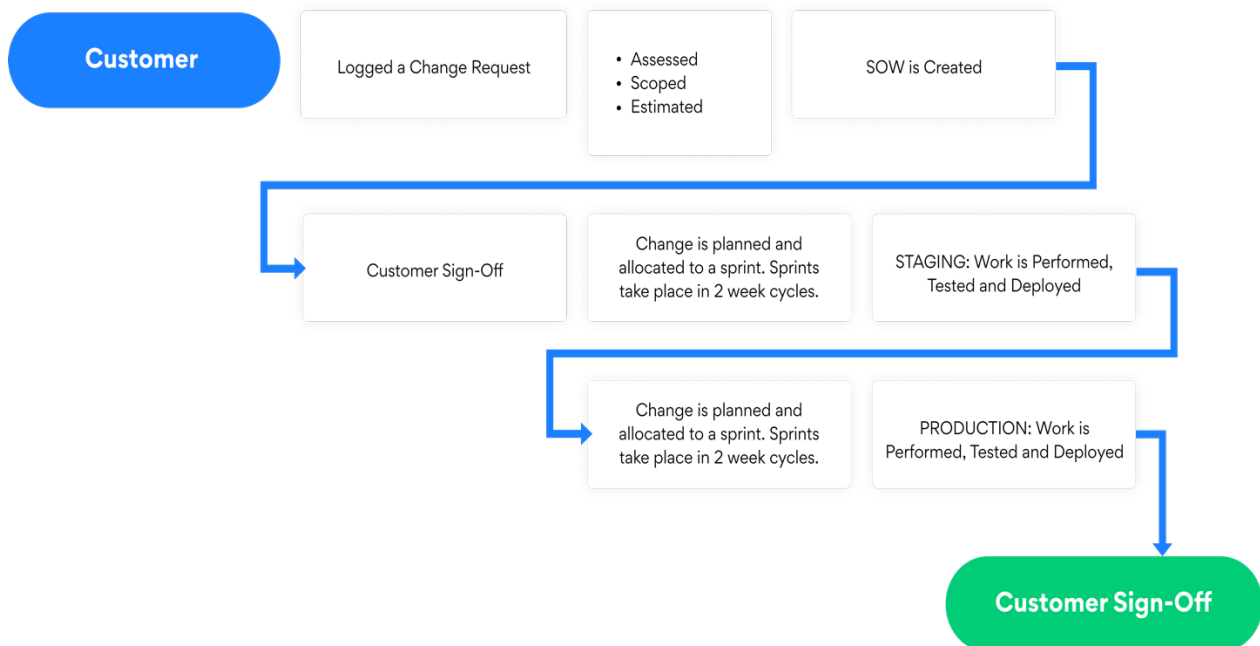 Customer
Logged a Change Request
• Assessed
• Scoped
• Estimated
SOW is Created
Customer Sign-Off
Change is planned and
allocated to a sprint. Sprints
take place in 2 week cycles.
STAGING: Work is Performed,
Tested and Deployed
Change is planned and
allocated to a sprint. Sprints
take place in 2 week cycles.
PRODUCTION: Work is
Performed, Tested and Deployed
Customer Sign-Off